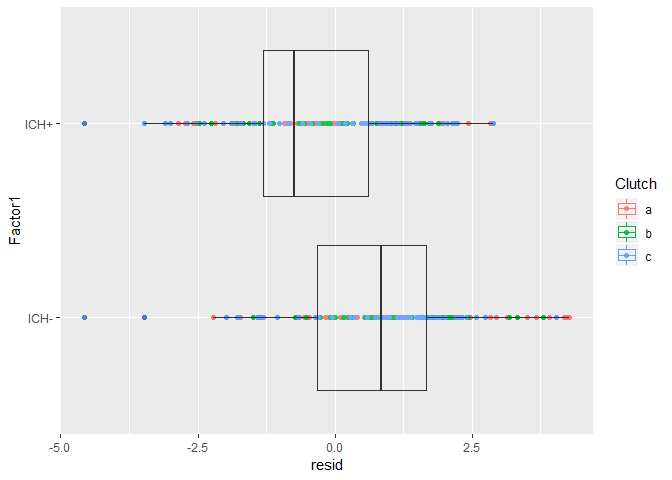 ICH+
ICH-
Factor1
-5.0
-2.5
0.0
2.5
resid
Clutch
a
b
c